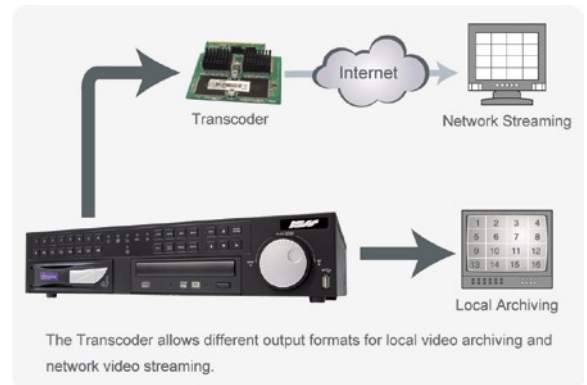 Internet
Transcoder
Network Streaming
1 2 3 4
5 6 7 8
9 10 11 12
13 14 15 16
Local Archiving
The Transcoder allows different output formats for local video archiving and
network video streaming.